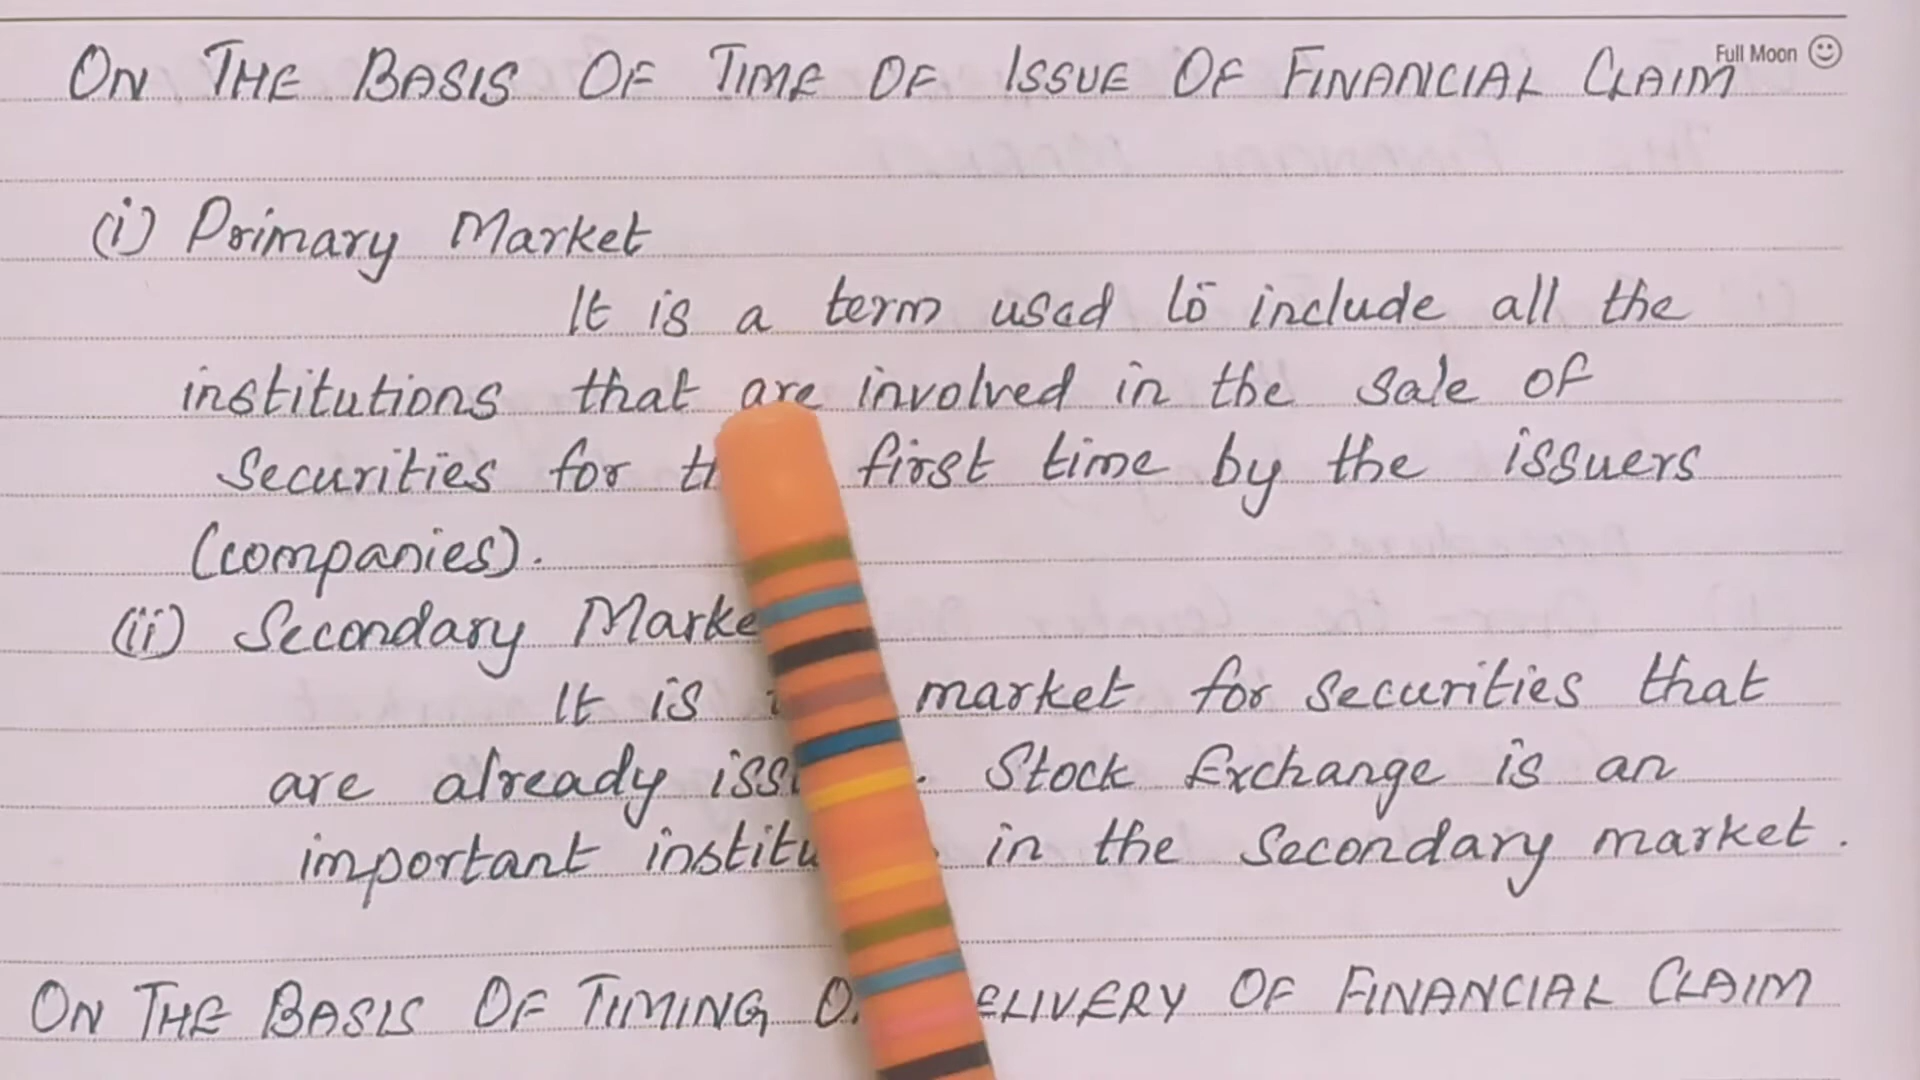 Full Moon
ON THE BASIS OF TIME OF ISSUE OF FINANCIAL CLAIM
(i) Primary Market
It is a term used to include all the
institutions that are involved in the sale of
Securities for first time by the issuers
(companies).
(ii) Secondary Marke
It is market for securities that
are already iss. Stock Exchange is an
important institu in the Secondary market.
ON THE BASIS OF TIMING O ELIVERY OF FINANCIAL CLAIM